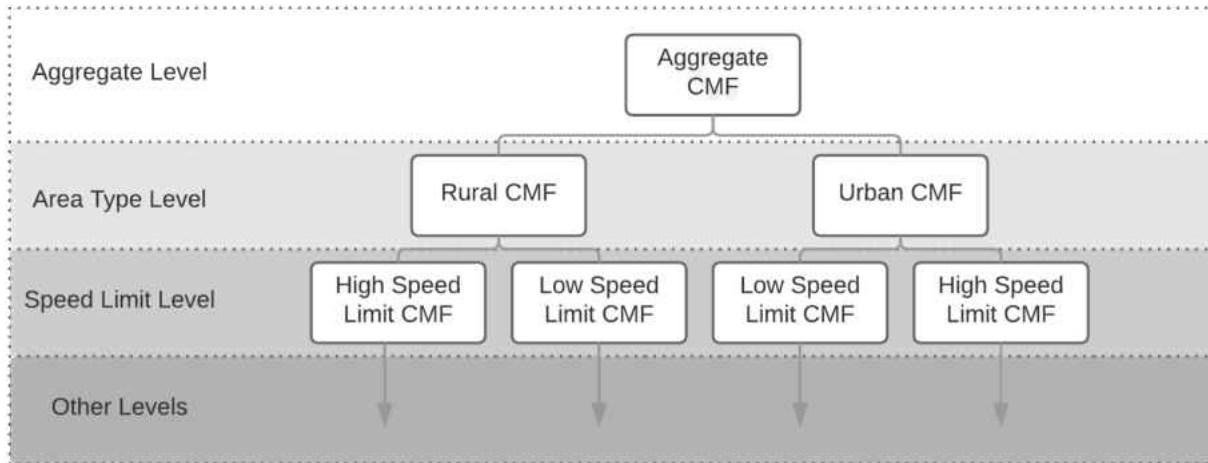 Aggregate Level
Aggregate
CMF
Area Type Level
Rural CMF
Urban CMF
Speed Limit Level
High Speed
Limit CMF
Low Speed
Limit CMF
Low Speed
Limit CMF
High Speed
Limit CMF
Other Levels